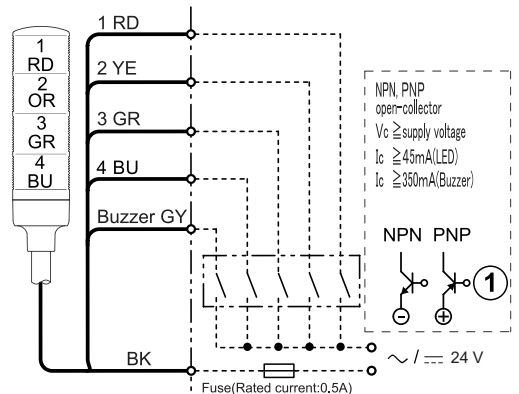 1
RD
2
OR
3
GR
4
BU
1 RD
2 YE
3 GR
4 BU
Buzzer GY
BK
Fuse(Rated current:0.5A)
~ / ⎓ 24 V
NPN, PNP
open-collector
Vc ≧supply voltage
Ic ≧45mA(LED)
Ic ≧350mA(Buzzer)
NPN PNP
1